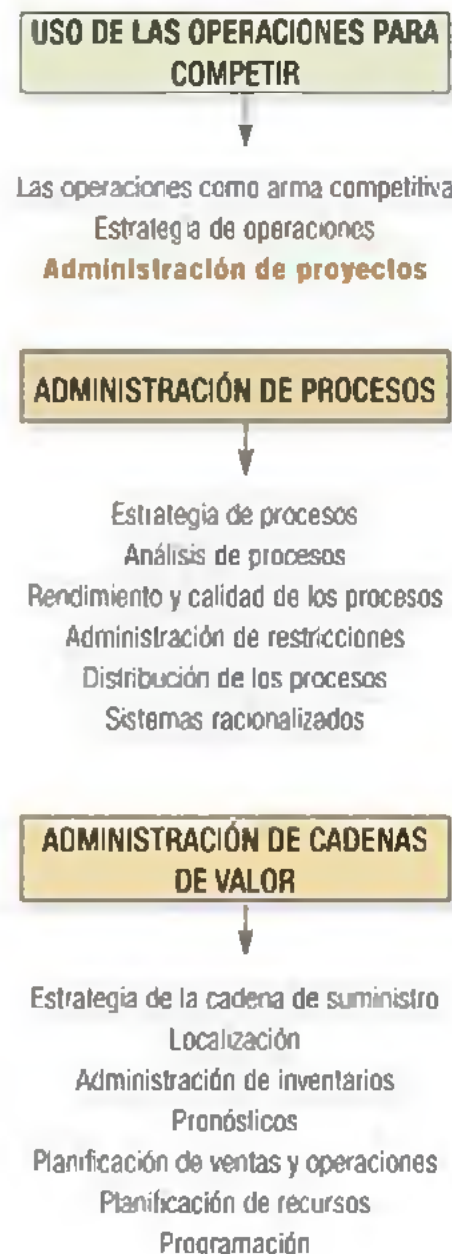 USO DE LAS OPERACIONES PARA
COMPETIR
Las operaciones como arma competitiva
Estrategia de operaciones
Administración de proyectos
ADMINISTRACIÓN DE PROCESOS
Estrategia de procesos
Análisis de procesos
Rendimiento y calidad de los procesos
Administración de restricciones
Distribución de los procesos
Sistemas racionalizados
ADMINISTRACIÓN DE CADENAS
DE VALOR
Estrategia de la cadena de suministro
Localización
Administración de inventarios
Pronósticos
Planificación de ventas y operaciones
Planificación de recursos
Programación